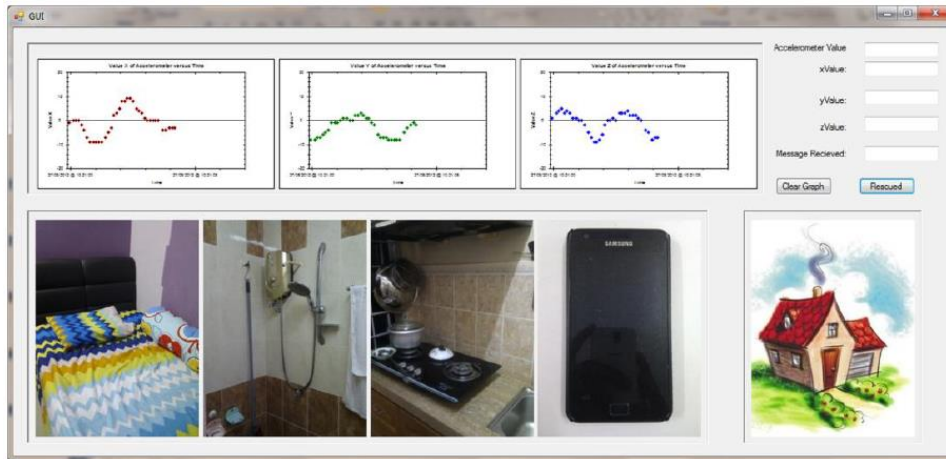 GUI
Value X of Accelerometer versus Time
Value Y of Accelerometer versus Time
Value Z of Accelerometer versus Time
Accelerometer Value
xValue:
yValue:
zValue:
Message Recieved:
Clear Graph
Rescued
SAMSUNG